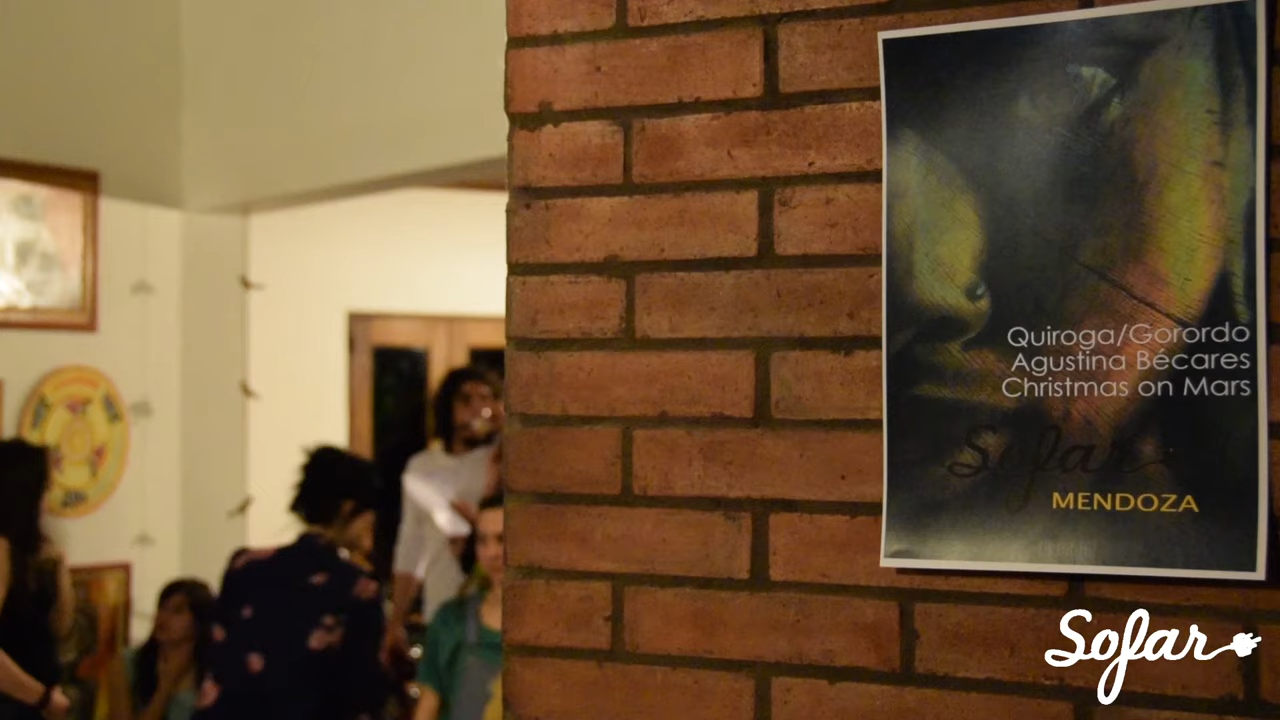 Quiroga/Gorordo
Agustina Bécares
Christmas on Mars
Sofar
MENDOZA
Sofar